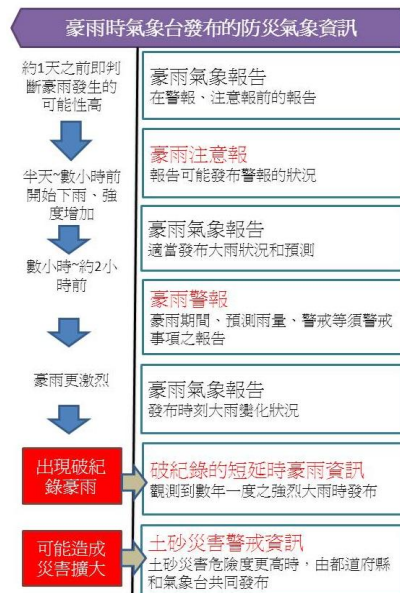 豪雨時氣象台發布的防災氣象資訊
約1天之前即判
斷豪雨發生的
可能性高
豪雨氣象報告
在警報、注意報前的報告
半天~數小時前
開始下雨、強
度增加
豪雨注意報
報告可能發布警報的狀況
豪雨氣象報告
適當發布大雨狀況和預測
數小時~約2小
時前
豪雨警報
豪雨期間、預測雨量、警戒等須警戒
事項之報告
豪雨更激烈
豪雨氣象報告
發布時刻大雨變化狀況
出現破紀
錄豪雨
破紀錄的短延時豪雨資訊
觀測到數年一度之強烈大雨時發布
可能造成
災害擴大
土砂災害警戒資訊
土砂災害危險度更高時，由都道府縣
和氣象台共同發布